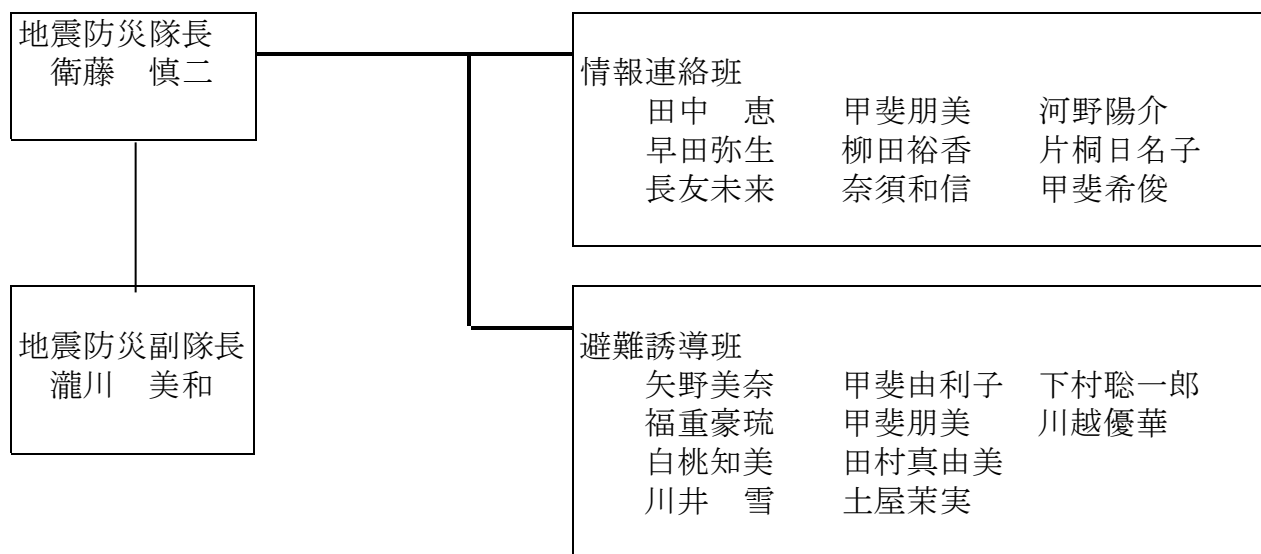 地震防災隊長
衛藤　慎二
情報連絡班
田中　恵　甲斐朋美　河野陽介
早田弥生　柳田裕香　片桐日名子
長友未来　奈須和信　甲斐希俊
地震防災副隊長
瀧川　美和
避難誘導班
矢野美奈　甲斐由利子　下村聡一郎
福重豪琉　甲斐朋美　川越優華
白桃知美　田村真由美
川井　雪　土屋茉実